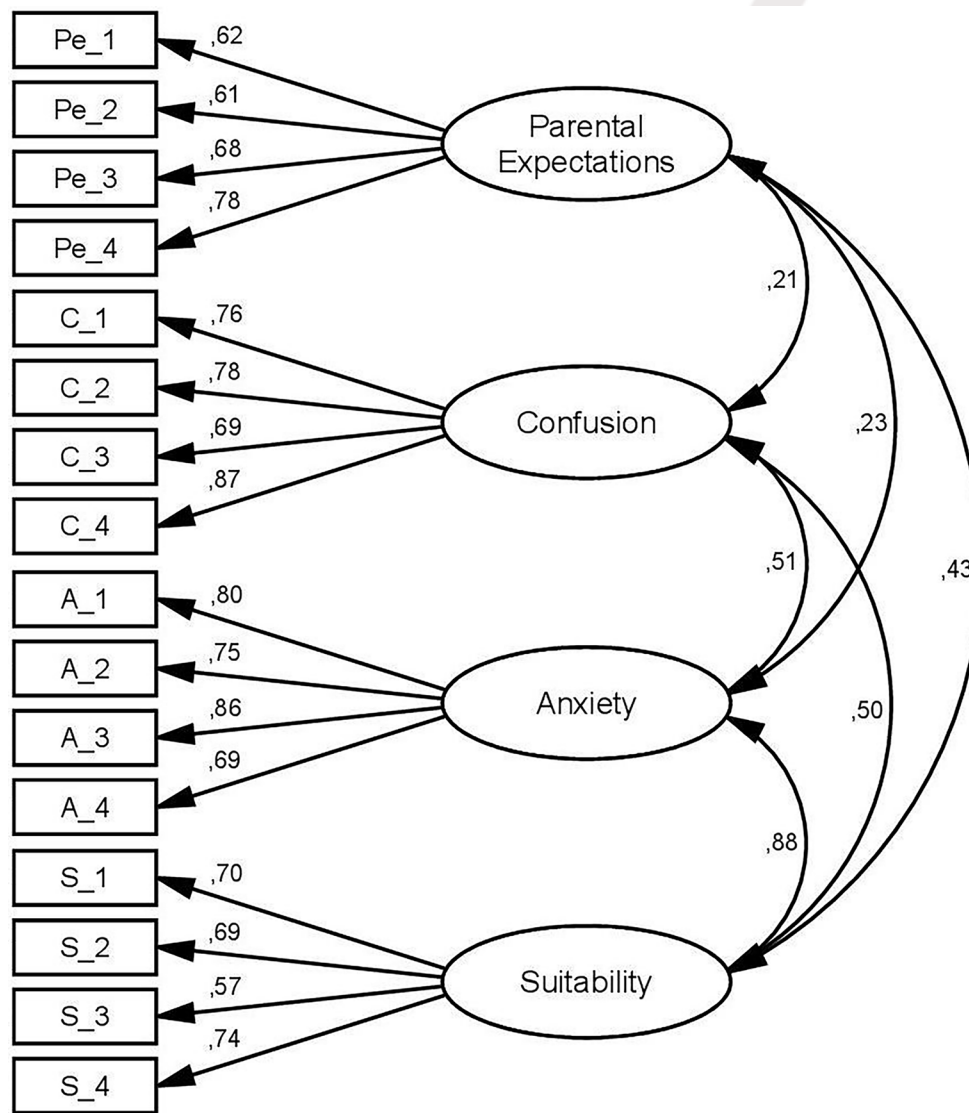 Pe_1
,62
Pe_2
,61
Pe_3
,68
Pe_4
,78
Parental
Expectations
C_1
,76
C_2
,78
C_3
,69
C_4
,87
Confusion
A_1
,80
A_2
,75
A_3
,86
A_4
,69
Anxiety
S_1
,70
S_2
,69
S_3
,57
S_4
,74
Suitability
,21
,23
,43
,51
,50
,88